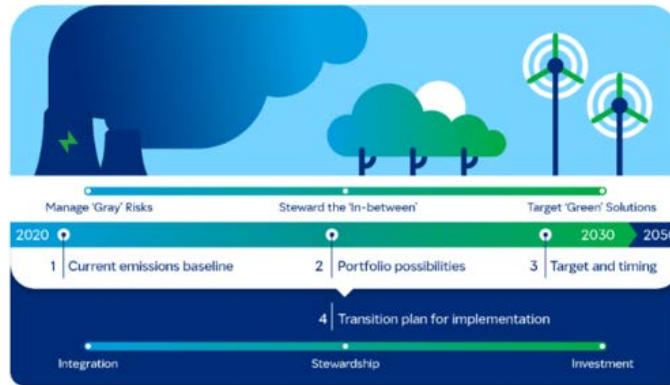 Manage 'Gray' Risks Steward the 'In-between' Target 'Green' Solutions
2020 2030 2050
1 Current emissions baseline 2 Portfolio possibilities 3 Target and timing
4 Transition plan for implementation
Integration Stewardship Investment